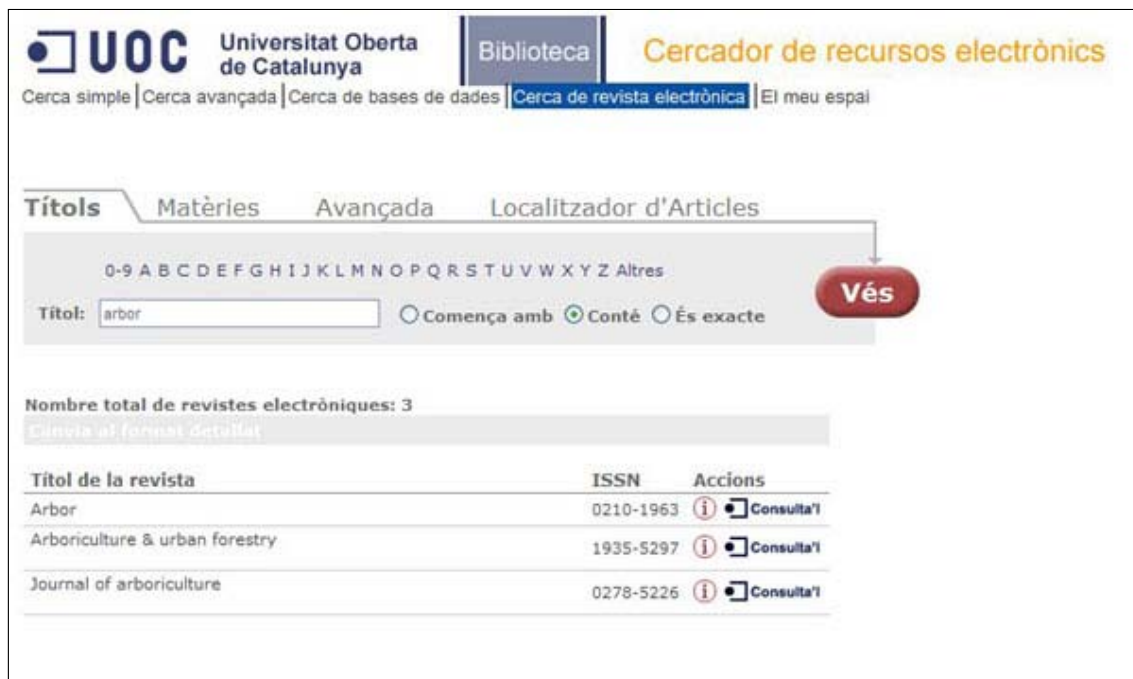 UOC Universitat Oberta de Catalunya Biblioteca Cercador de recursos electrònics
Cerca simple | Cerca avançada | Cerca de bases de dades | Cerca de revista electrònica | El meu espai
Títols Matèries Avançada Localitzador d'Articles
0-9 A B C D E F G H I J K L M N O P Q R S T U V W X Y Z Altres
Títol: arbor Comença amb Conté És exacte Vés
Nombre total de revistes electròniques: 3
Canvia al format detallat
Títol de la revista ISSN Accions
Arbor 0210-1963 i Consulta'l
Arboriculture & urban forestry 1935-5297 i Consulta'l
Journal of arboriculture 0278-5226 i Consulta'l